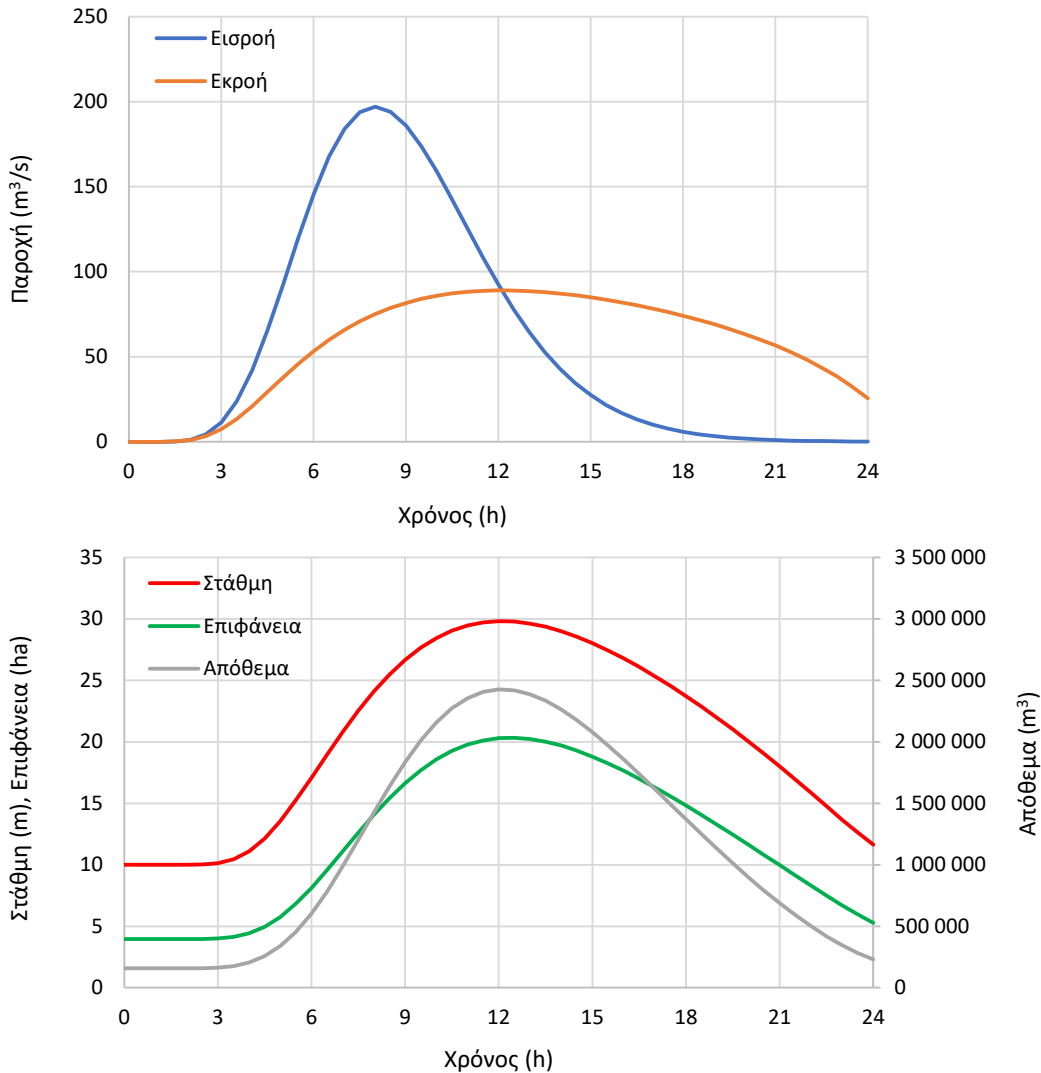 250
200
150
100
50
0
Εισροή
Εκροή
Παροχή (m³/s)
0 3 6 9 12 15 18 21 24
Χρόνος (h)
35
30
25
20
15
10
5
0
Στάθμη
Επιφάνεια
Απόθεμα
3 500 000
3 000 000
2 500 000
2 000 000
1 500 000
1 000 000
500 000
0
Στάθμη (m), Επιφάνεια (ha)
Απόθεμα (m³)
0 3 6 9 12 15 18 21 24
Χρόνος (h)